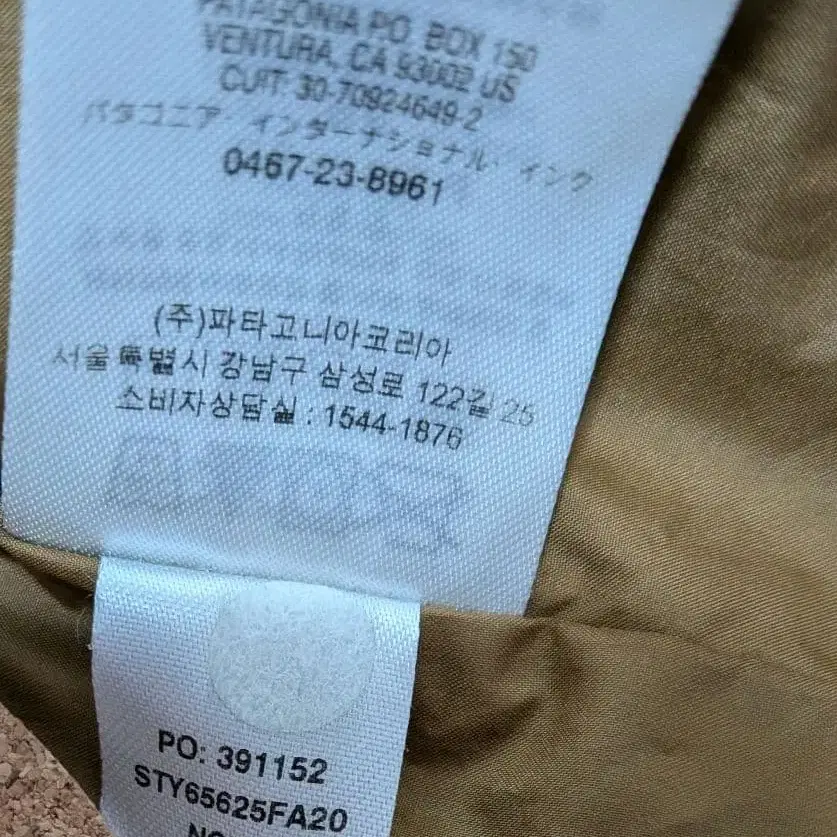 PATAGONIA P.O. BOX 150
VENTURA, CA 93002 US
CUIT: 30-70924649-2
パタゴニア・インターナショナル・インク
0467-23-8961
(주)파타고니아코리아
서울특별시 강남구 삼성로 122길 25
소비자상담실 : 1544-1876
PO: 391152
STY65625FA20